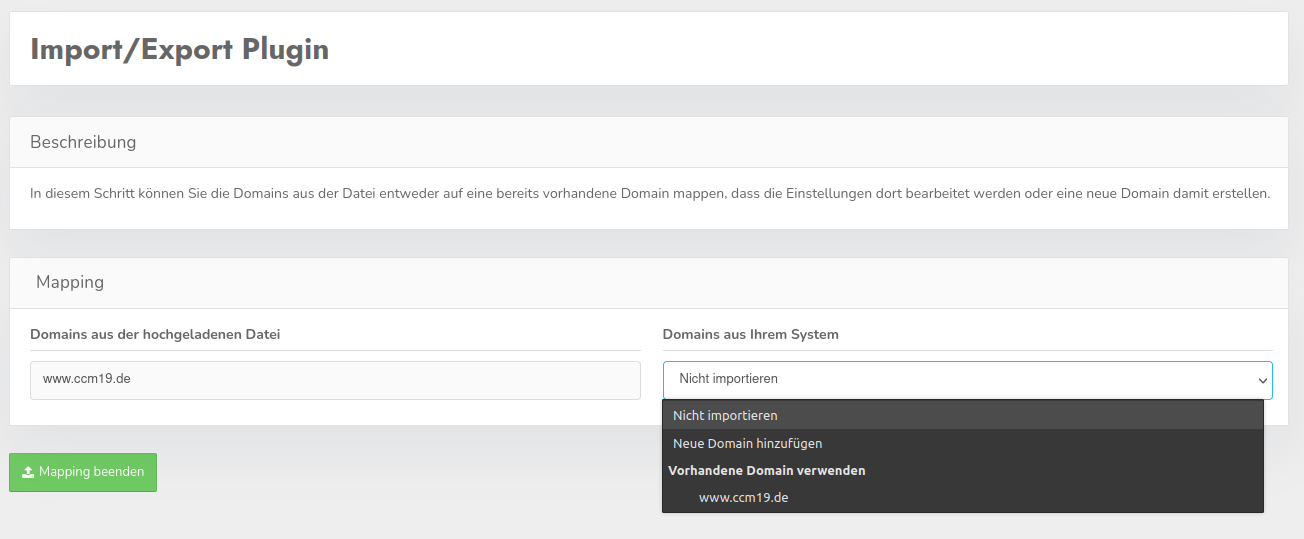 Import/Export Plugin
Beschreibung
In diesem Schritt können Sie die Domains aus der Datei entweder auf eine bereits vorhandene Domain mappen, dass die Einstellungen dort bearbeitet werden oder eine neue Domain damit erstellen.
Mapping
Domains aus der hochgeladenen Datei
Domains aus Ihrem System
www.ccm19.de
Nicht importieren
Nicht importieren
Neue Domain hinzufügen
Vorhandene Domain verwenden
www.ccm19.de
Mapping beenden